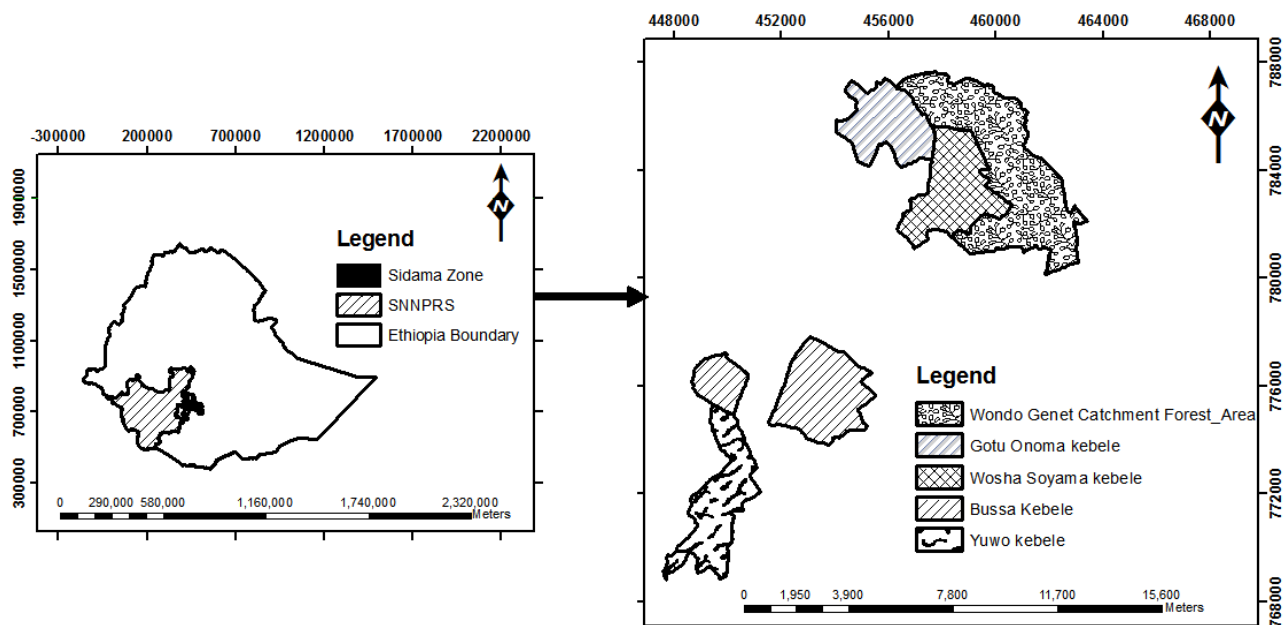 -300000 200000 700000 1200000 1700000 2200000
1900000
1500000
1100000
700000
300000
N
Legend
Sidama Zone
SNNPRS
Ethiopia Boundary
0 290,000 580,000 1,160,000 1,740,000 2,320,000
Meters
448000 452000 456000 460000 464000 468000
788000
784000
780000
776000
772000
768000
N
Legend
Wondo Genet Catchment Forest_Area
Gotu Onoma kebele
Wosha Soyama kebele
Bussa Kebele
Yuwo kebele
0 1,950 3,900 7,800 11,700 15,600
Meters